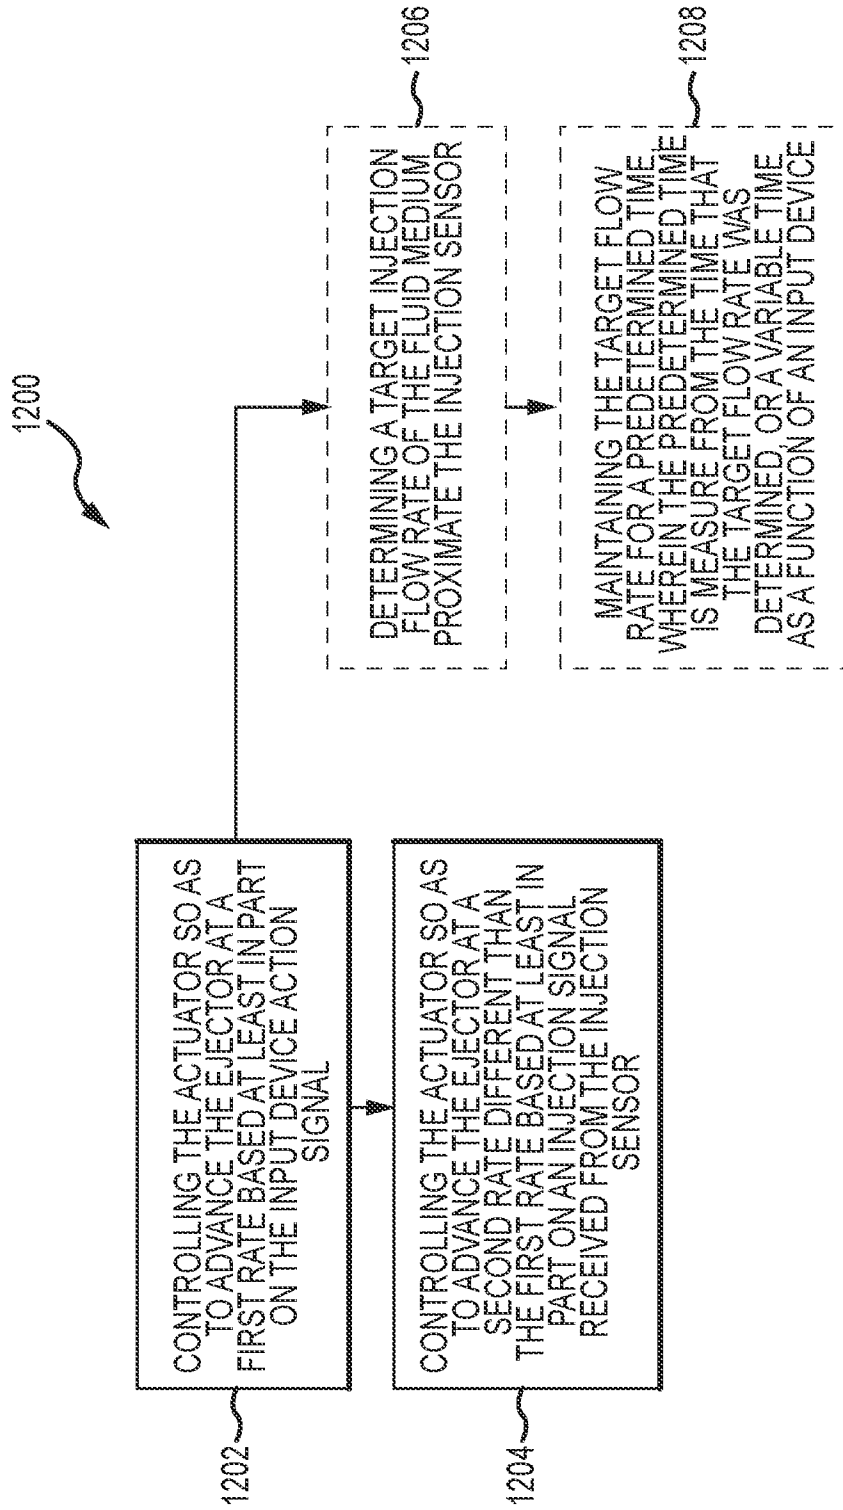 1200
1202
CONTROLLING THE ACTUATOR SO AS
TO ADVANCE THE EJECTOR AT A
FIRST RATE BASED AT LEAST IN PART
ON THE INPUT DEVICE ACTION
SIGNAL
1204
CONTROLLING THE ACTUATOR SO AS
TO ADVANCE THE EJECTOR AT A
SECOND RATE DIFFERENT THAN
THE FIRST RATE BASED AT LEAST IN
PART ON AN INJECTION SIGNAL
RECEIVED FROM THE INJECTION
SENSOR
1206
DETERMINING A TARGET INJECTION
FLOW RATE OF THE FLUID MEDIUM
PROXIMATE THE INJECTION SENSOR
1208
MAINTAINING THE TARGET FLOW
RATE FOR A PREDETERMINED TIME,
WHEREIN THE PREDETERMINED TIME
IS MEASURE FROM THE TIME THAT
THE TARGET FLOW RATE WAS
DETERMINED, OR A VARIABLE TIME
AS A FUNCTION OF AN INPUT DEVICE